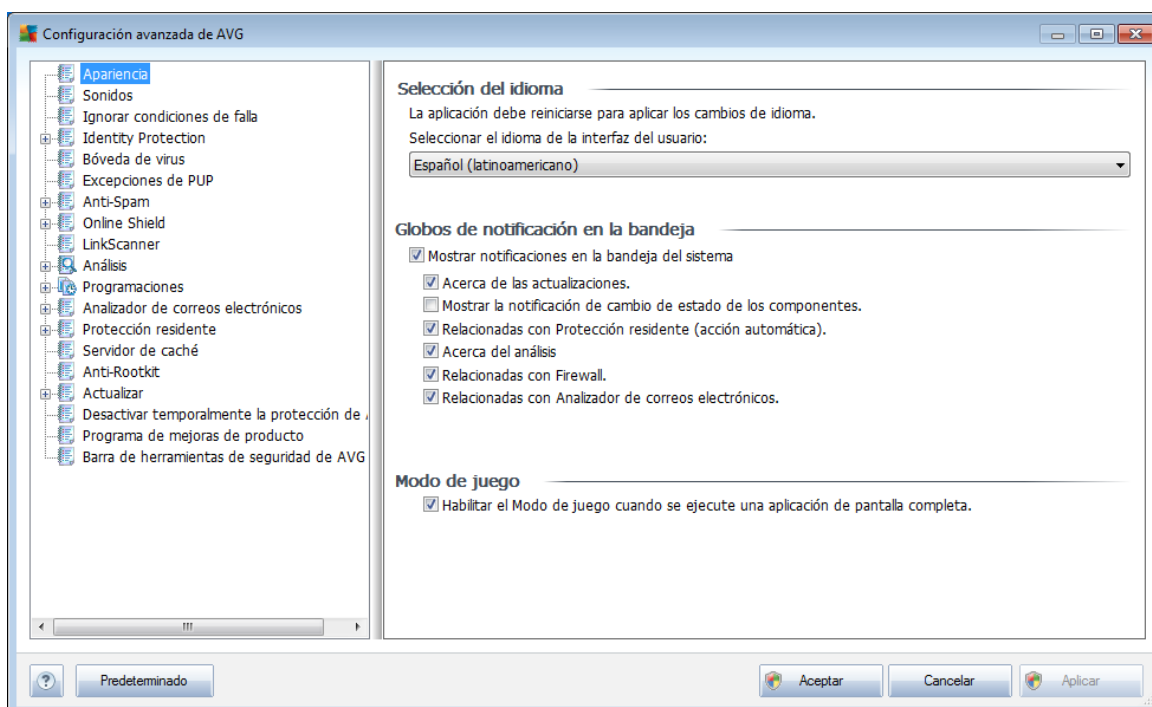 Configuración avanzada de AVG
Apariencia
Sonidos
Ignorar condiciones de falla
Identity Protection
Bóveda de virus
Excepciones de PUP
Anti-Spam
Online Shield
LinkScanner
Análisis
Programaciones
Analizador de correos electrónicos
Protección residente
Servidor de caché
Anti-Rootkit
Actualizar
Desactivar temporalmente la protección de
Programa de mejoras de producto
Barra de herramientas de seguridad de AVG
Selección del idioma
La aplicación debe reiniciarse para aplicar los cambios de idioma.
Seleccionar el idioma de la interfaz del usuario:
Español (latinoamericano)
Globos de notificación en la bandeja
Mostrar notificaciones en la bandeja del sistema
Acerca de las actualizaciones.
Mostrar la notificación de cambio de estado de los componentes.
Relacionadas con Protección residente (acción automática).
Acerca del análisis
Relacionadas con Firewall.
Relacionadas con Analizador de correos electrónicos.
Modo de juego
Habilitar el Modo de juego cuando se ejecute una aplicación de pantalla completa.
?
Predeterminado
Aceptar
Cancelar
Aplicar